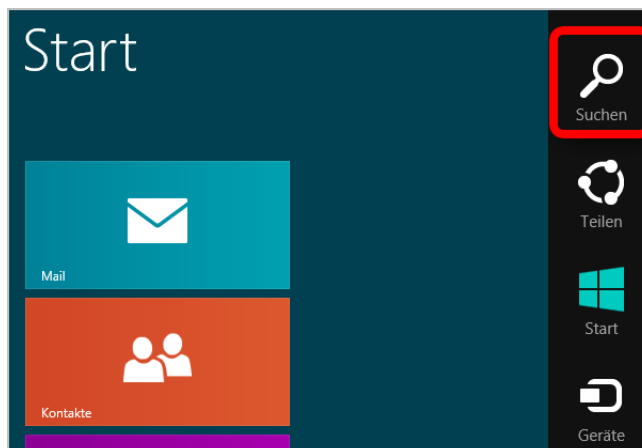 Start
Suchen
Teilen
Mail
Start
Kontakte
Geräte